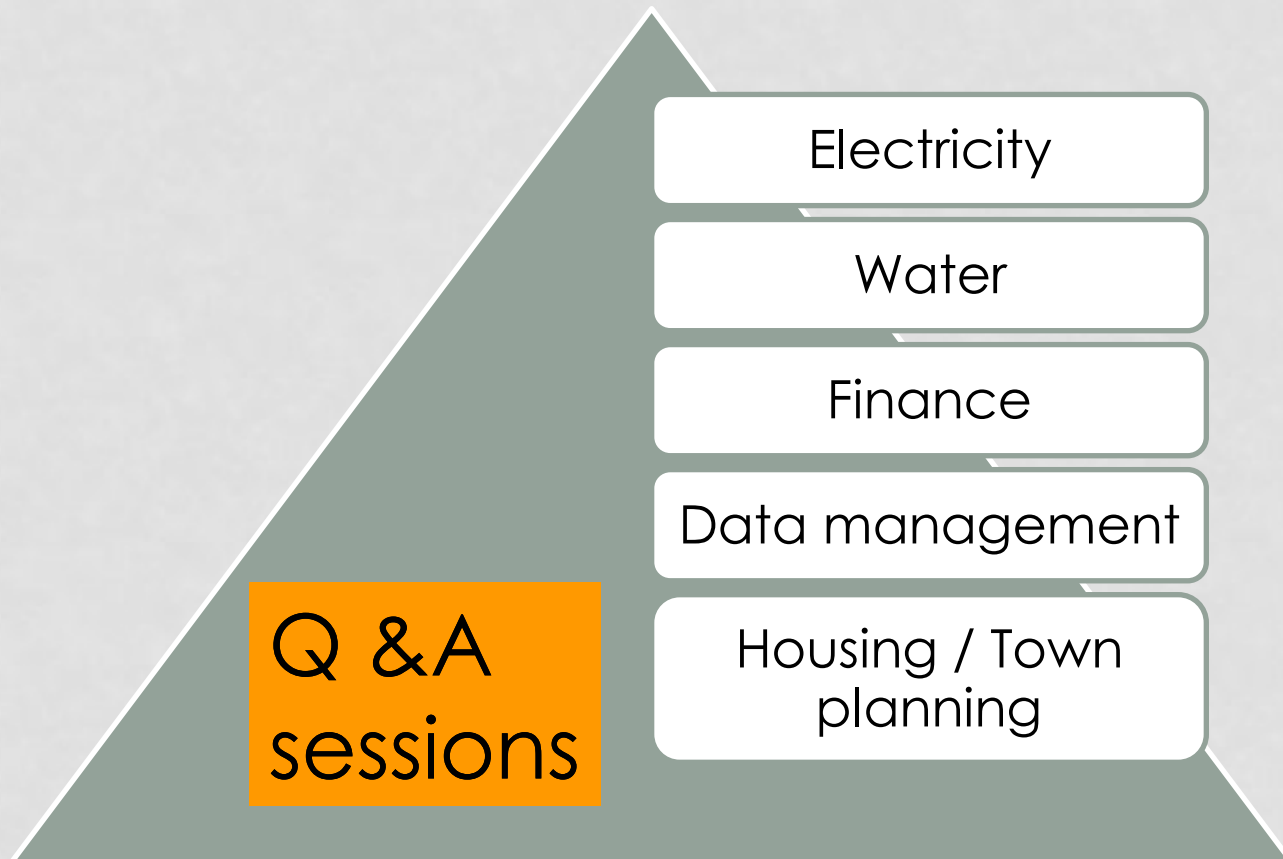 Electricity
Water
Finance
Data management
Housing / Town
planning
Q &A
sessions